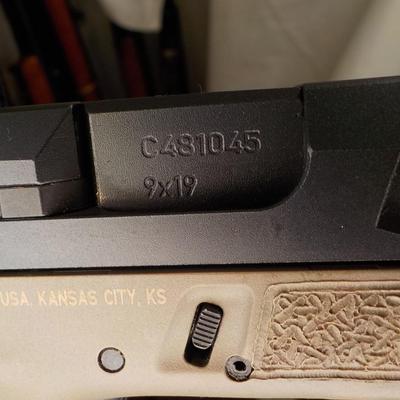 C481045
9x19
USA, KANSAS CITY, KS